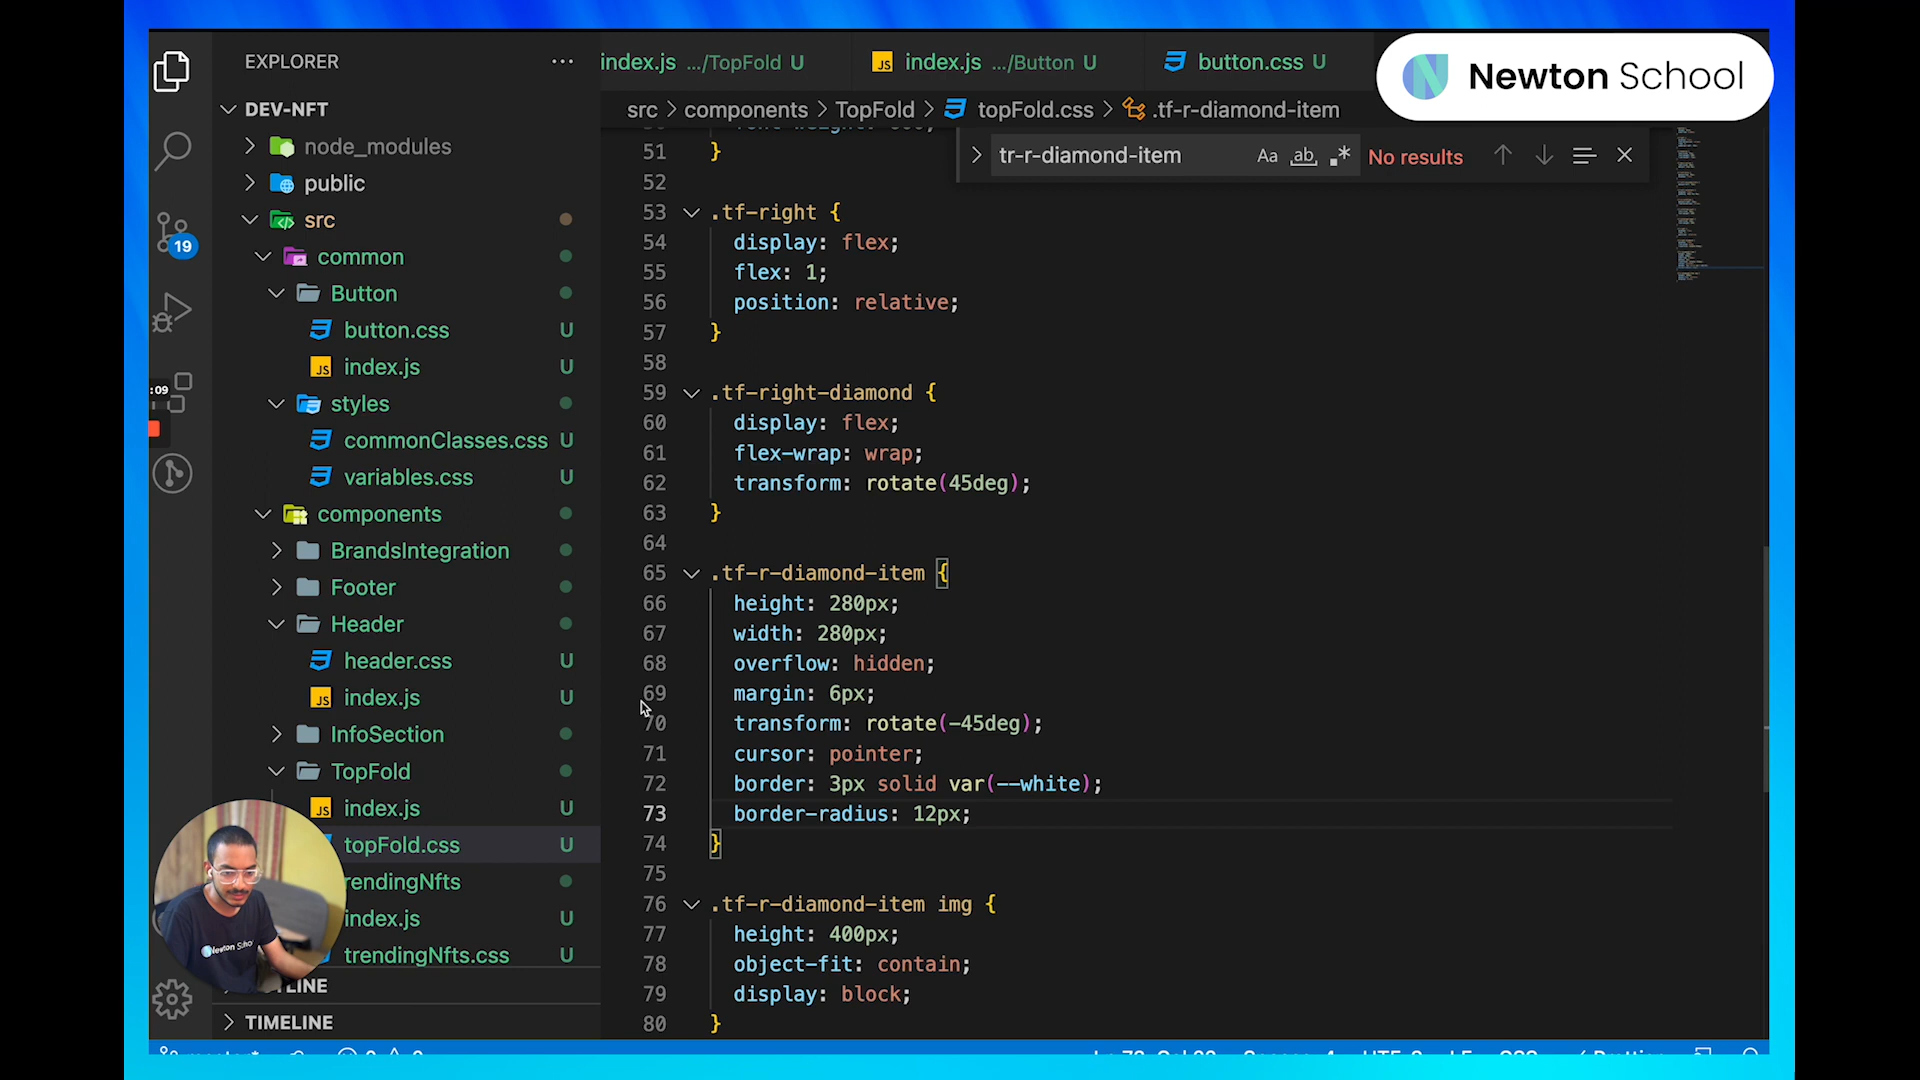 EXPLORER
DEV-NFT
node_modules
public
src
common
Button
button.css U
index.js U
styles
commonClasses.css U
variables.css U
components
BrandsIntegration
Footer
Header
header.css U
index.js U
InfoSection
TopFold
index.js U
topFold.css U
rendingNfts
index.js U
trendingNfts.css U
TLINE
TIMELINE
19
:09
index.js .../TopFold U
index.js .../Button U
button.css U
Newton School
src > components > TopFold > topFold.css > .tf-r-diamond-item
tr-r-diamond-item Aa ab No results
51 }
52
53 .tf-right {
54 display: flex;
55 flex: 1;
56 position: relative;
57 }
58
59 .tf-right-diamond {
60 display: flex;
61 flex-wrap: wrap;
62 transform: rotate(45deg);
63 }
64
65 .tf-r-diamond-item {
66 height: 280px;
67 width: 280px;
68 overflow: hidden;
69 margin: 6px;
70 transform: rotate(-45deg);
71 cursor: pointer;
72 border: 3px solid var(--white);
73 border-radius: 12px;
74 }
75
76 .tf-r-diamond-item img {
77 height: 400px;
78 object-fit: contain;
79 display: block;
80 }